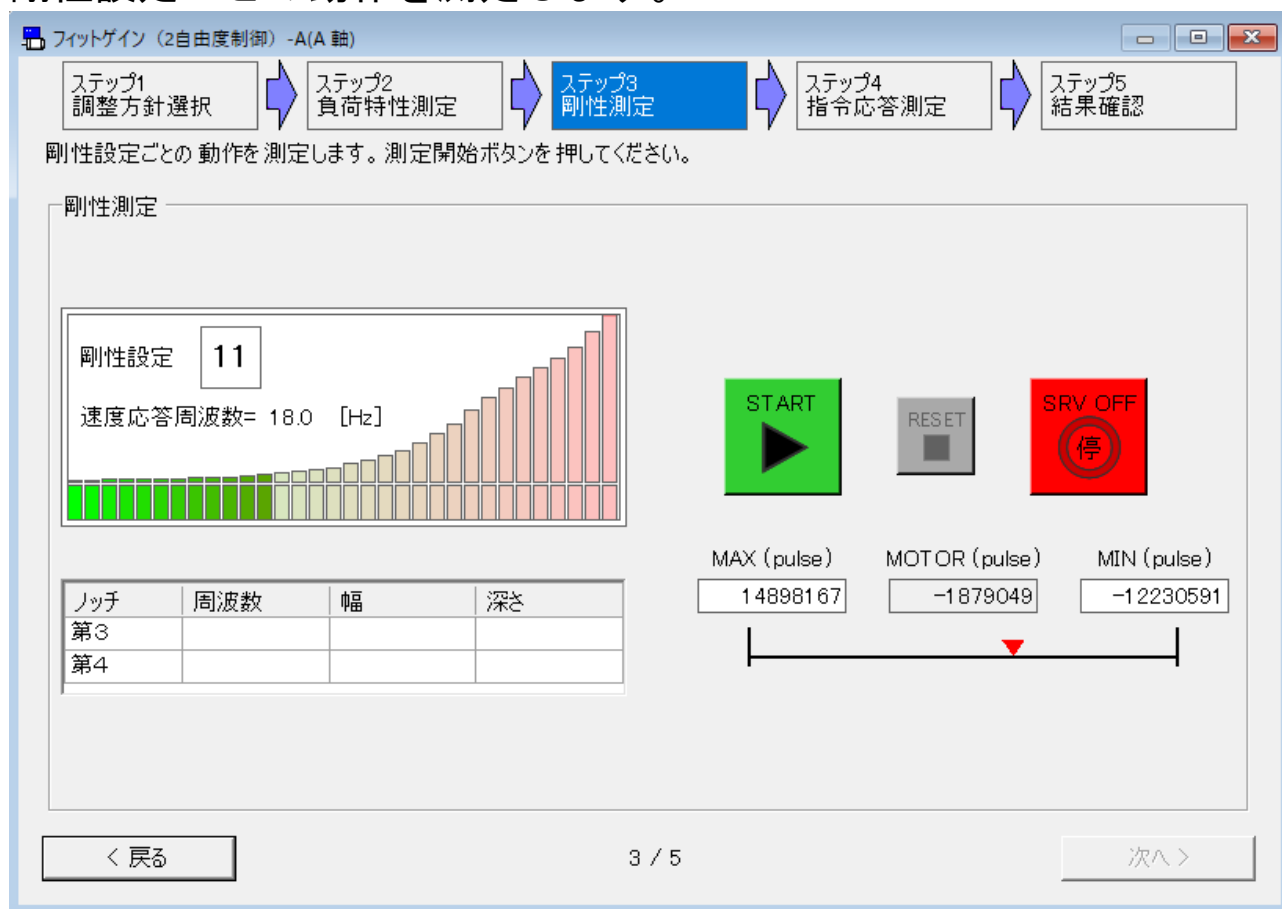 フィットゲイン（2自由度制御）-A(A 軸)
ステップ1
調整方針選択
ステップ2
負荷特性測定
ステップ3
剛性測定
ステップ4
指令応答測定
ステップ5
結果確認
剛性設定ごとの動作を測定します。測定開始ボタンを押してください。
剛性測定
剛性設定 11
速度応答周波数= 18.0 [Hz]
START
RESET
SRV OFF
停
MAX (pulse) MOTOR (pulse) MIN (pulse)
14898167 -1879049 -12230591
ノッチ 周波数 幅 深さ
第3
第4
< 戻る
3 / 5
次へ >